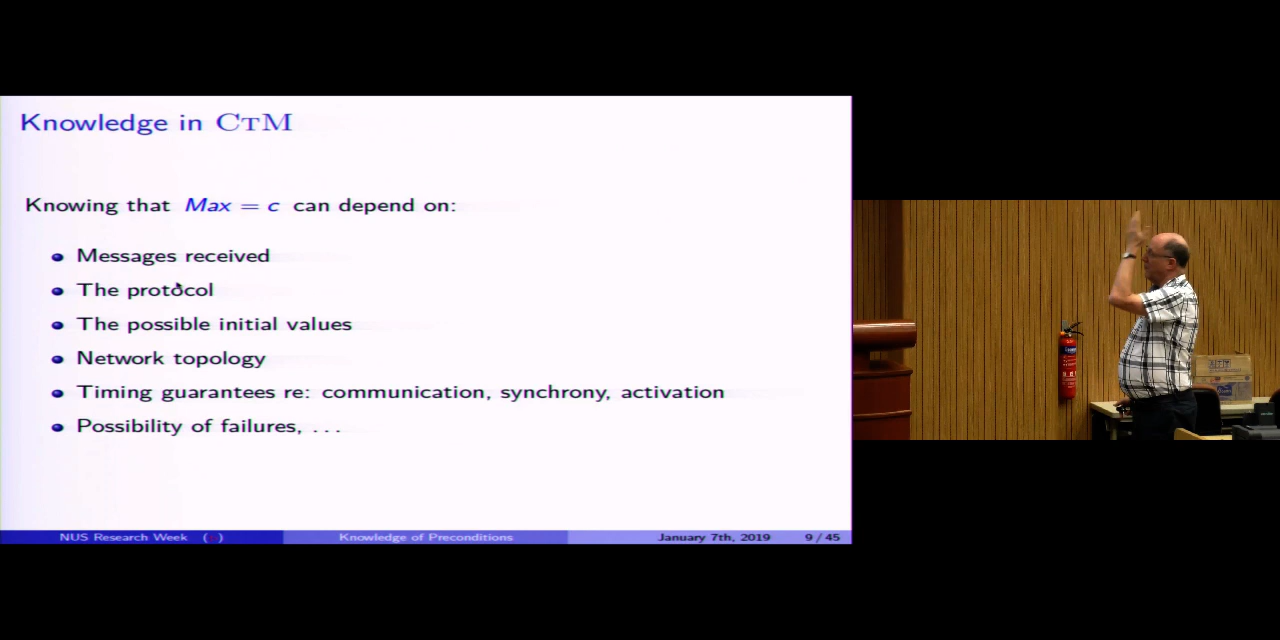 Knowledge in CTM
Knowing that Max = c can depend on:
Messages received
The protocol
The possible initial values
Network topology
Timing guarantees re: communication, synchrony, activation
Possibility of failures, ...
NUS Research Week
Knowledge of Preconditions
January 7th, 2019
9 / 45